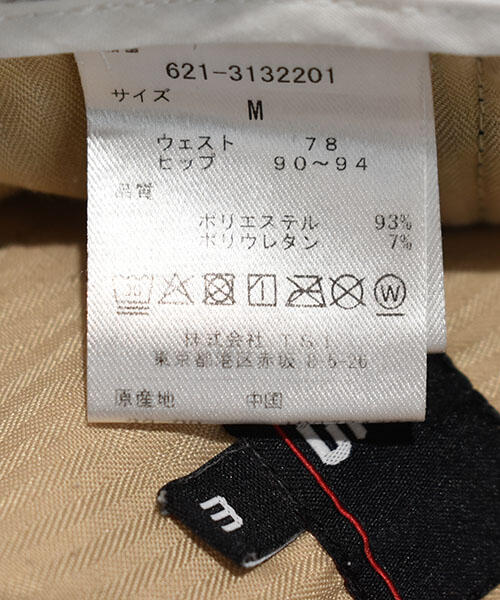 621-3132201
サイズ
M
ウェスト 78
ヒップ 90～94
品質
ポリエステル 93%
ポリウレタン 7%
W
株式会社 TSI
東京都港区赤坂 8-5-26
原産地 中国
m